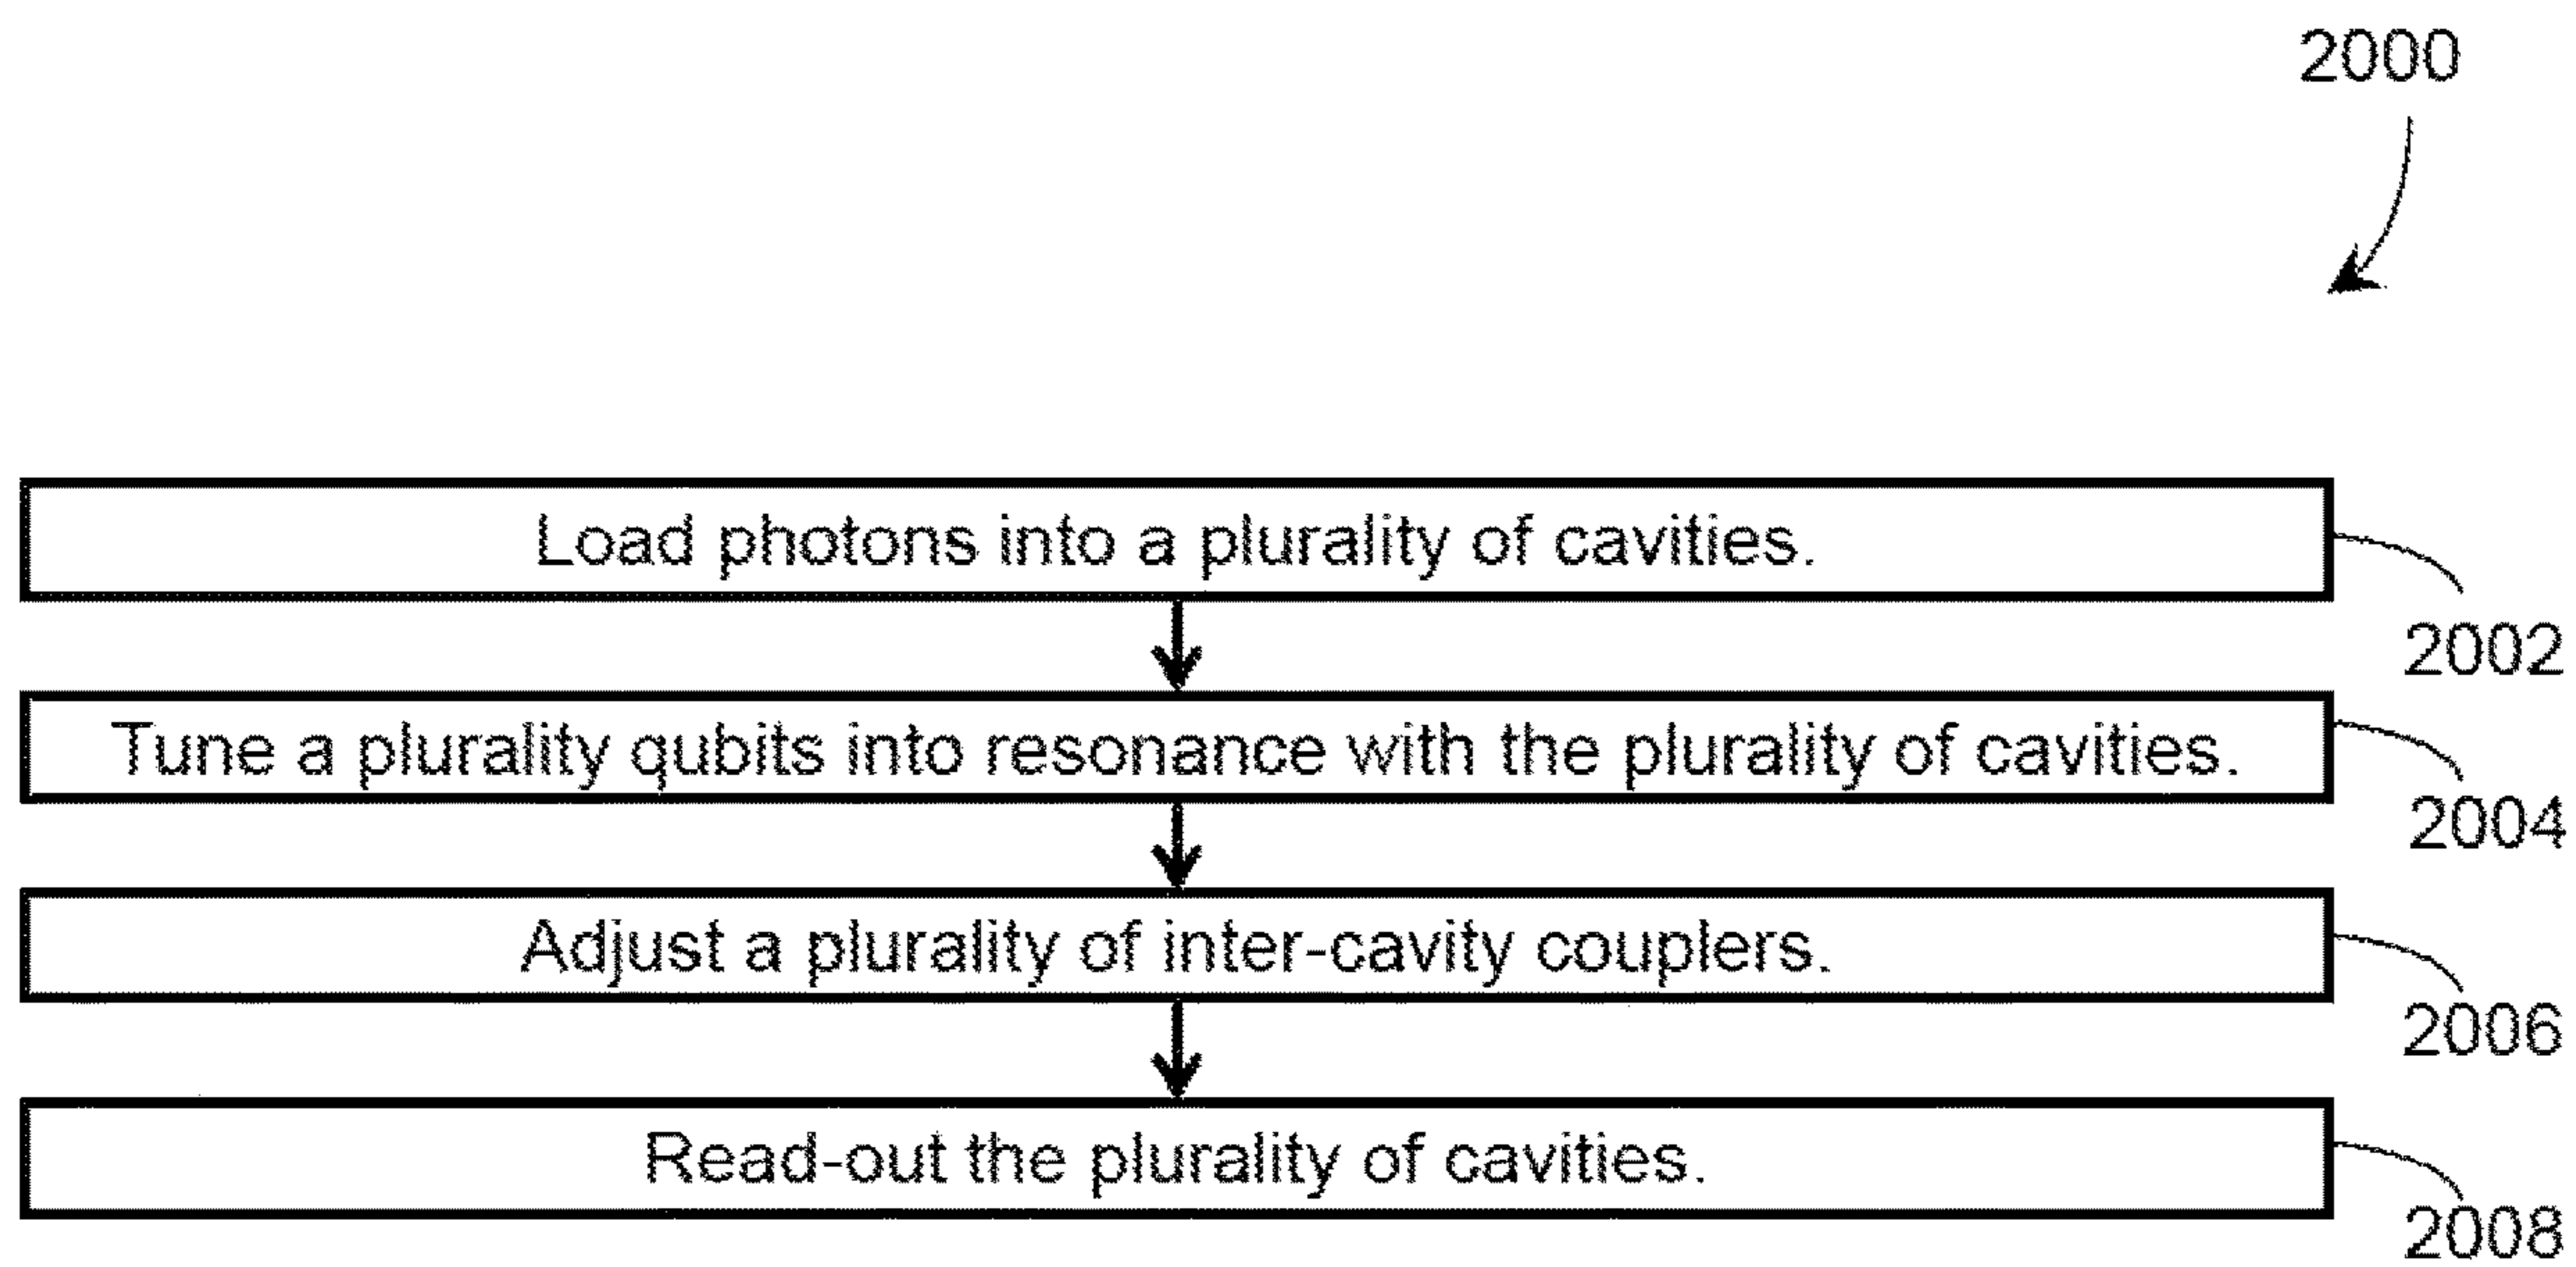 2000
Load photons into a plurality of cavities.
2002
Tune a plurality qubits into resonance with the plurality of cavities.
2004
Adjust a plurality of inter-cavity couplers.
2006
Read-out the plurality of cavities.
2008